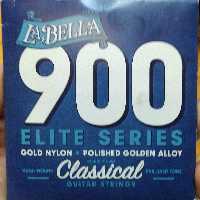 LA BELLA
900
ELITE SERIES
GOLD NYLON • POLISHED GOLDEN ALLOY
Classical
GUITAR STRINGS